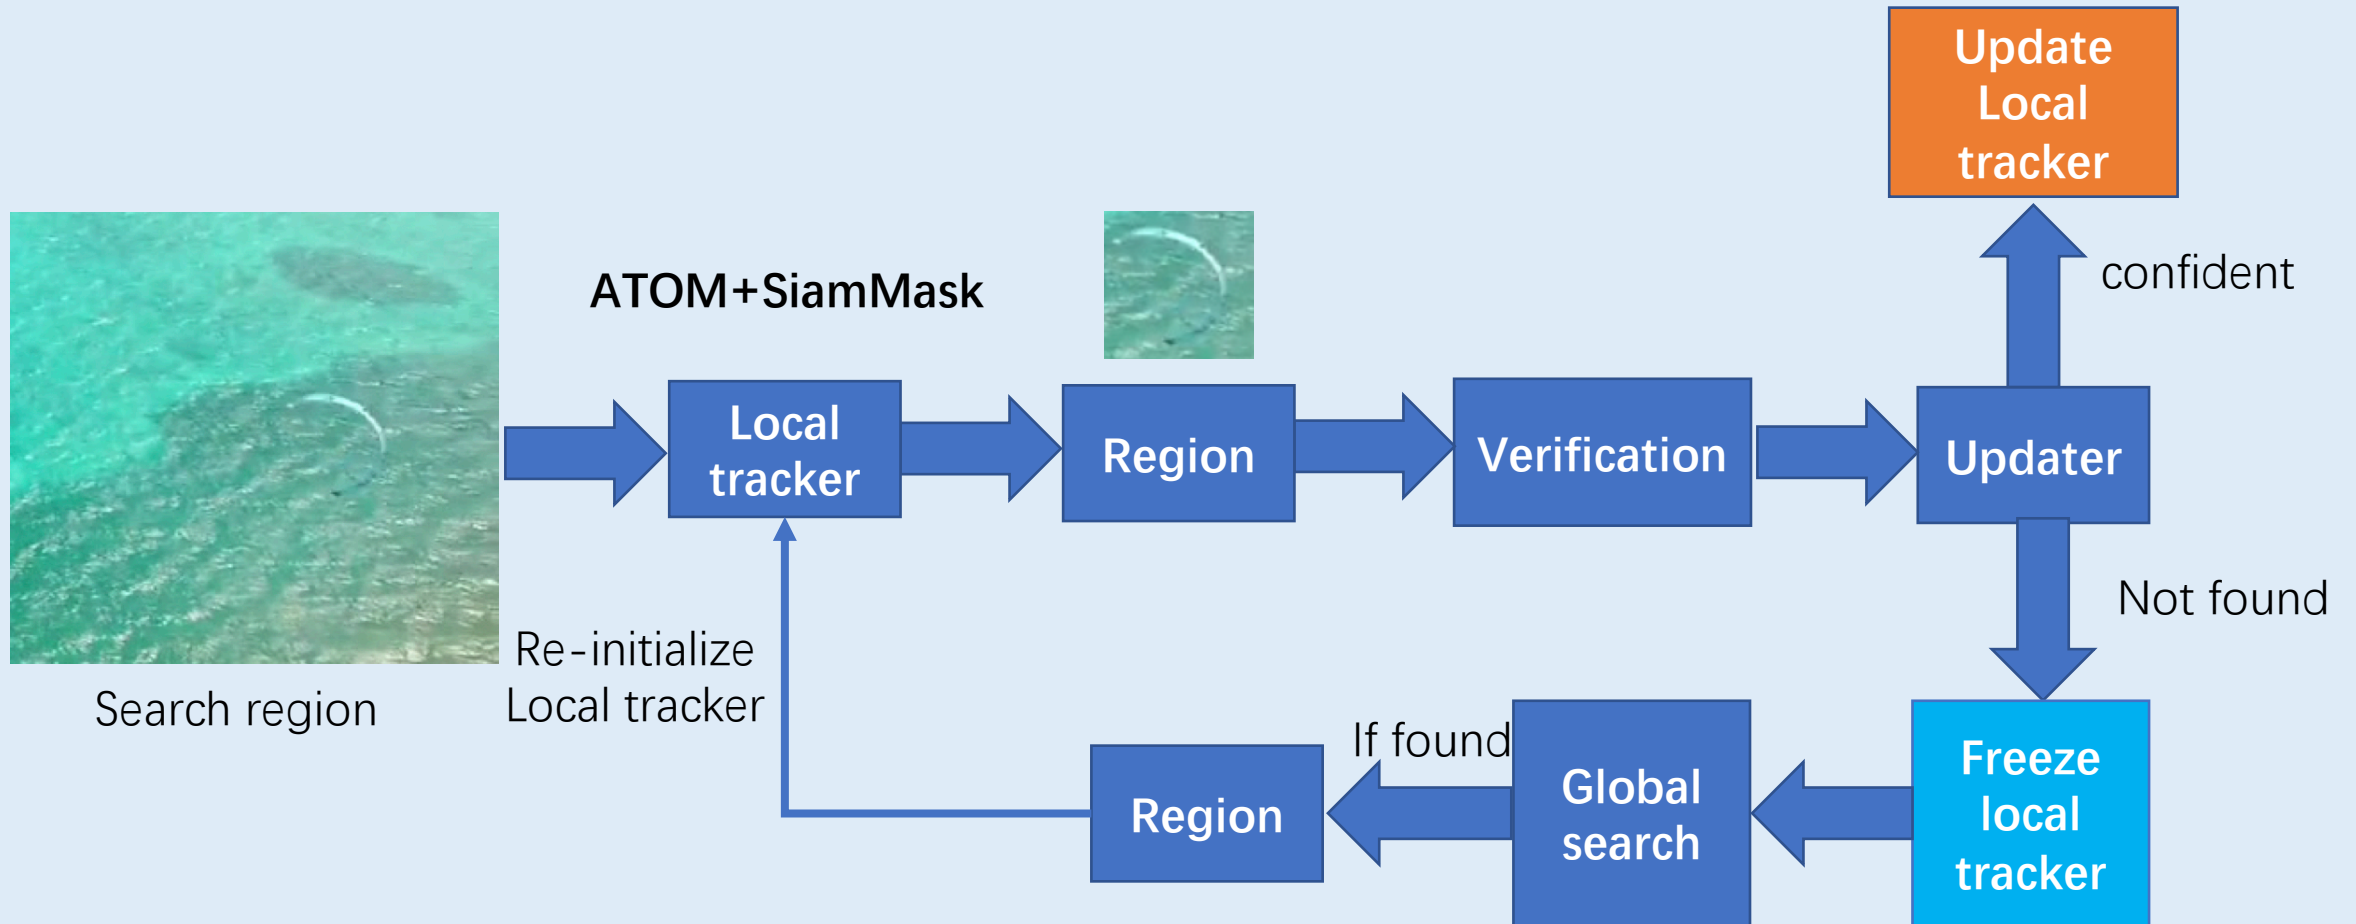 Update
Local
tracker
confident
ATOM+SiamMask
Local
tracker
Region
Verification
Updater
Not found
Search region
Re-initialize
Local tracker
If found
Region
Global
search
Freeze
local
tracker